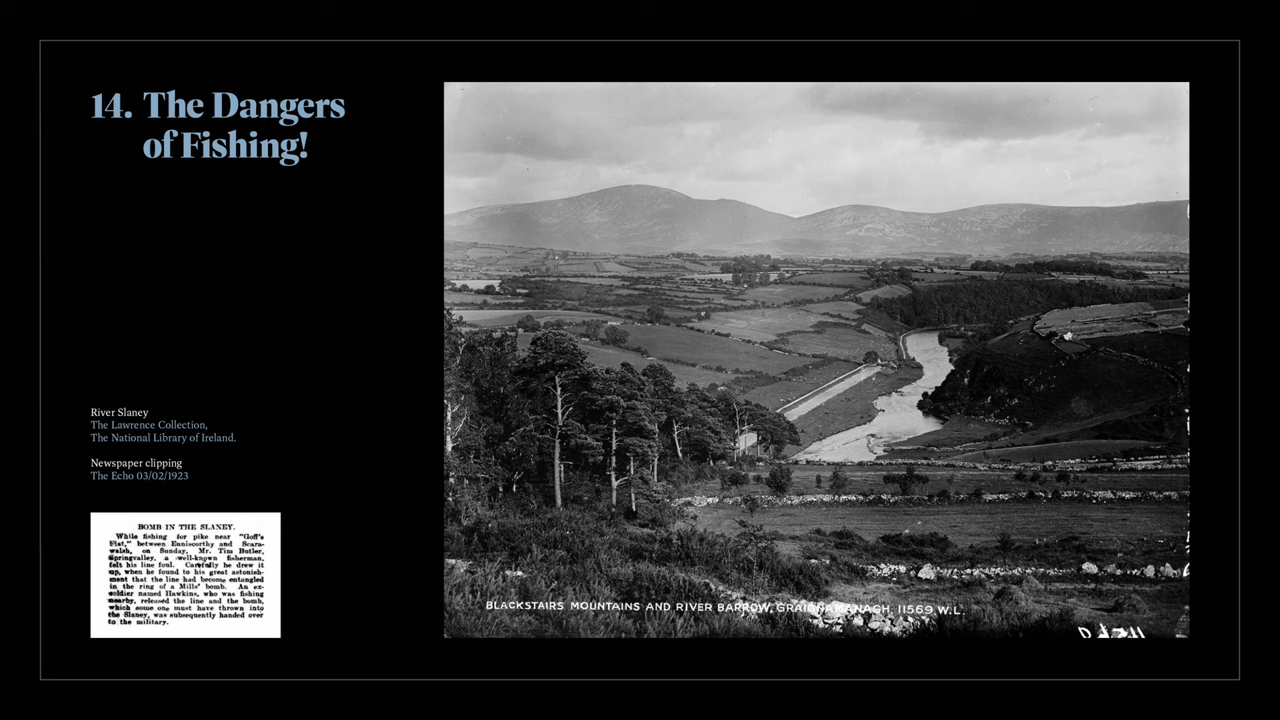 14. The Dangers
of Fishing!
River Slaney
The Lawrence Collection,
The National Library of Ireland.
Newspaper clipping
The Echo 03/02/1923
BOMB IN THE SLANEY.
While fishing for pike near "Goff's
Flat," between Enniscorthy and Scara-
walsh, on Sunday, Mr. Tim Butler,
Springvalley, a well-known fisherman,
felt his line foul. Carefully he drew it
up, when he found to his great astonish-
ment that the line had become entangled
in the ring of a Mills' bomb. An ex-
soldier named Hawkins, who was fishing
nearby, released the line and the bomb,
which some one must have thrown into
the Slaney, was subsequently handed over
to the military.
BLACKSTAIRS MOUNTAINS AND RIVER BARROW, GRAIGNAMANAGH, 11569.W.L.